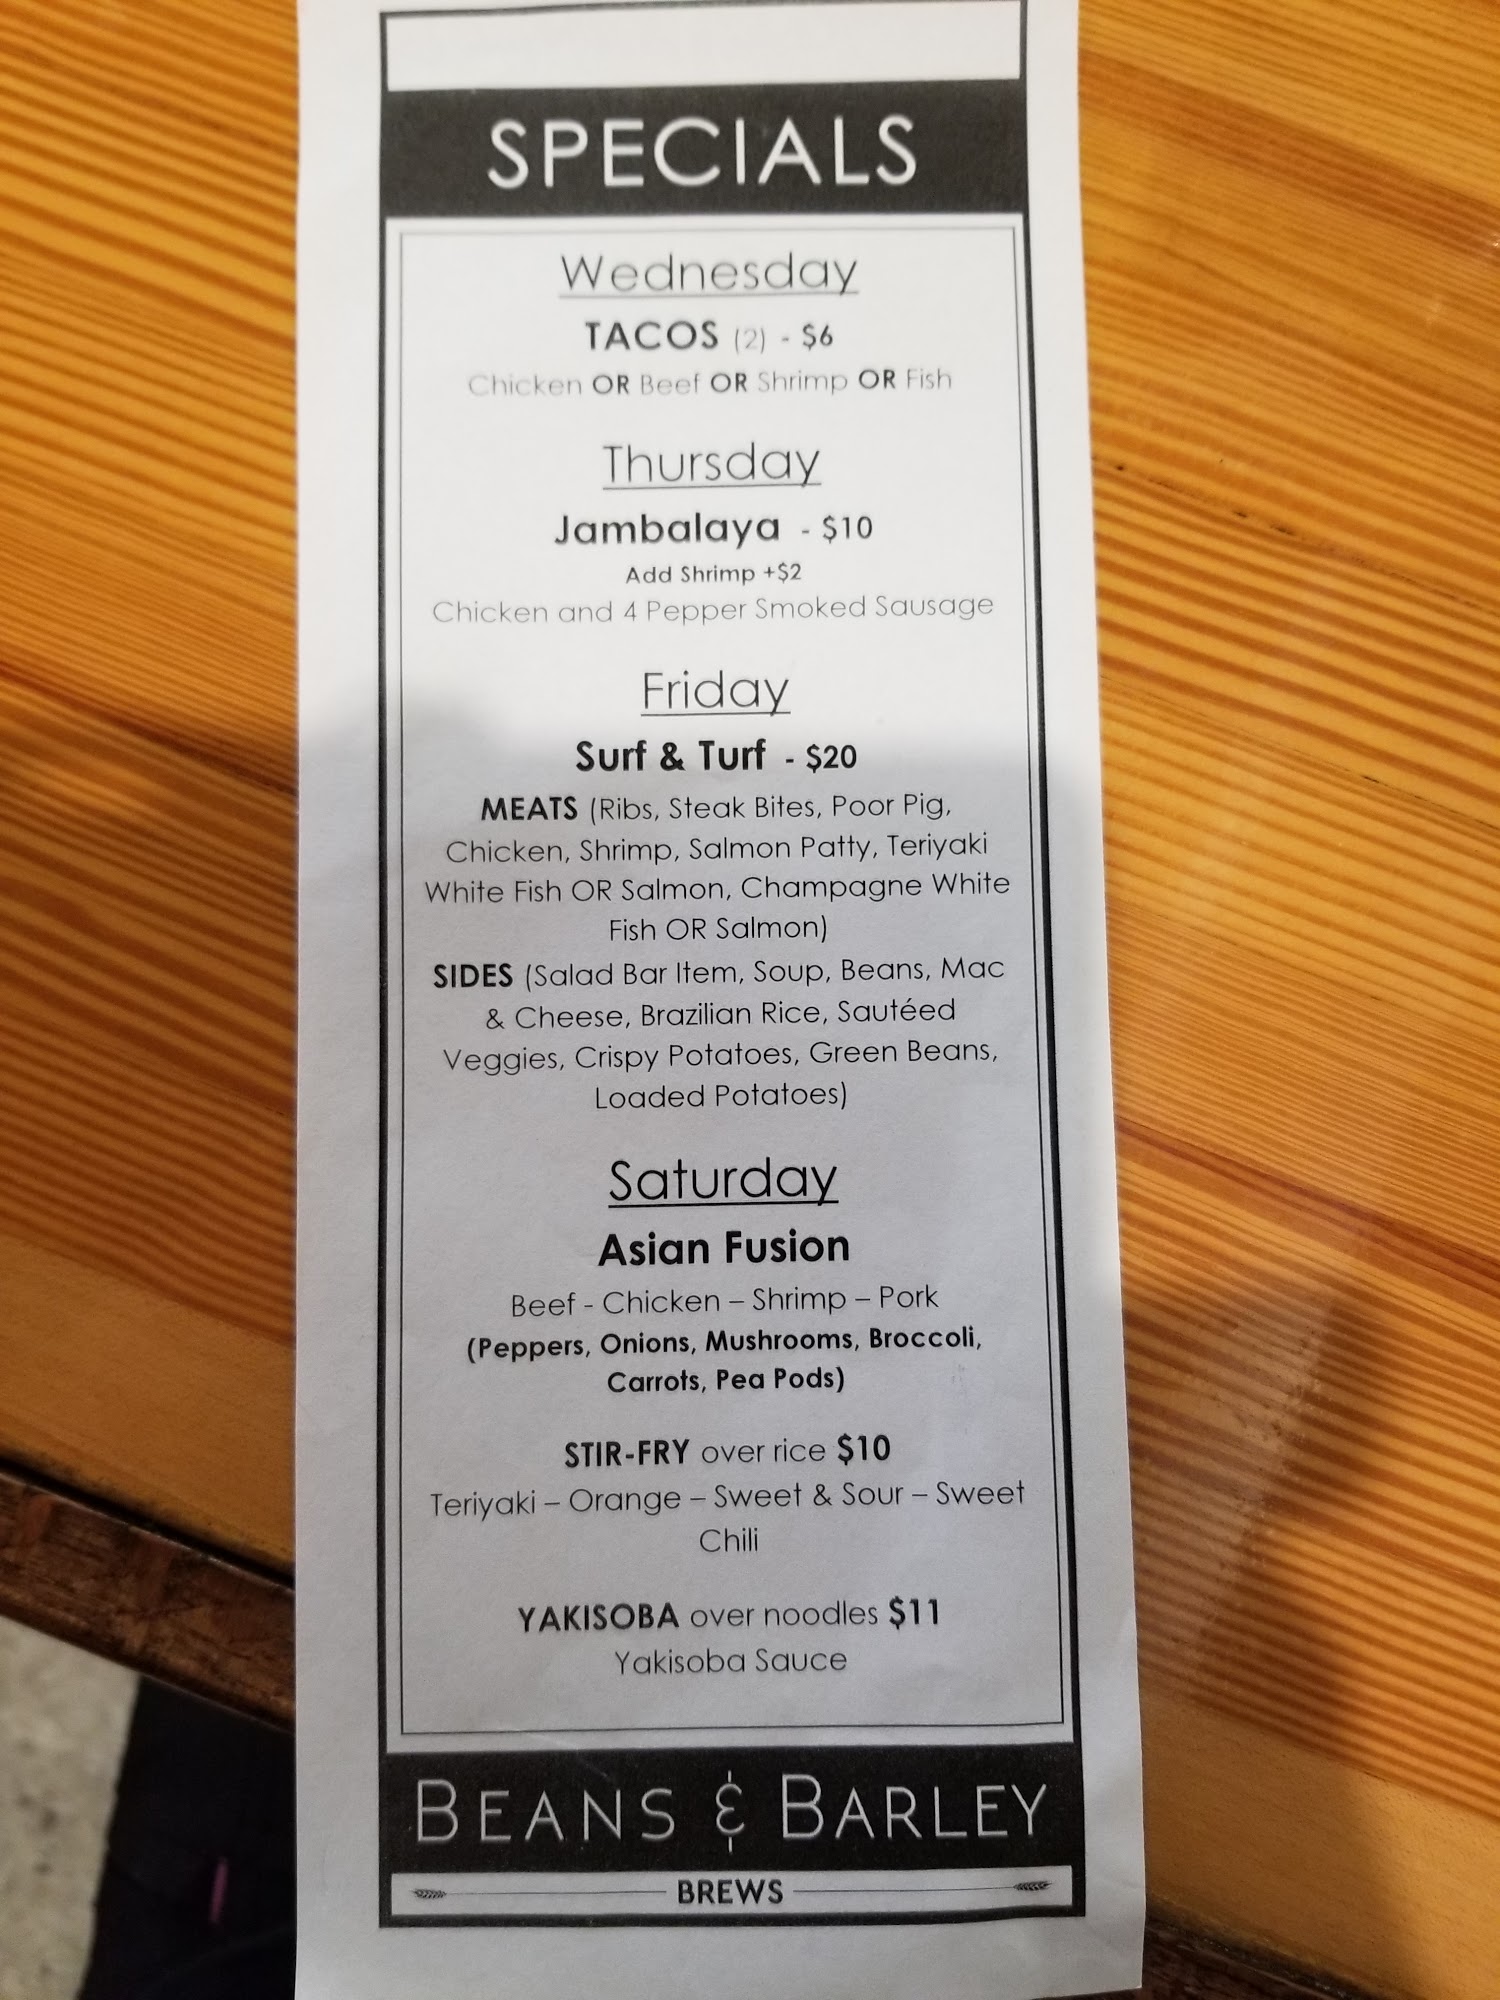 SPECIALS
Wednesday
TACOS (2) - $6
Chicken OR Beef OR Shrimp OR Fish
Thursday
Jambalaya - $10
Add Shrimp +$2
Chicken and 4 Pepper Smoked Sausage
Friday
Surf & Turf - $20
MEATS (Ribs, Steak Bites, Poor Pig,
Chicken, Shrimp, Salmon Patty, Teriyaki
White Fish OR Salmon, Champagne White
Fish OR Salmon)
SIDES (Salad Bar Item, Soup, Beans, Mac
& Cheese, Brazilian Rice, Sautéed
Veggies, Crispy Potatoes, Green Beans,
Loaded Potatoes)
Saturday
Asian Fusion
Beef - Chicken – Shrimp – Pork
(Peppers, Onions, Mushrooms, Broccoli,
Carrots, Pea Pods)
STIR-FRY over rice $10
Teriyaki – Orange – Sweet & Sour – Sweet
Chili
YAKISOBA over noodles $11
Yakisoba Sauce
BEANS & BARLEY
BREWS